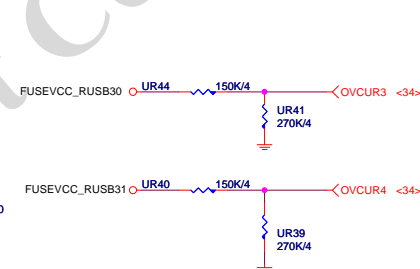 FUSEVCC_RUSB30 UR44 150K/4 OVCUR3 <34>
UR41
270K/4
FUSEVCC_RUSB31 UR40 150K/4 OVCUR4 <34>
UR39
270K/4